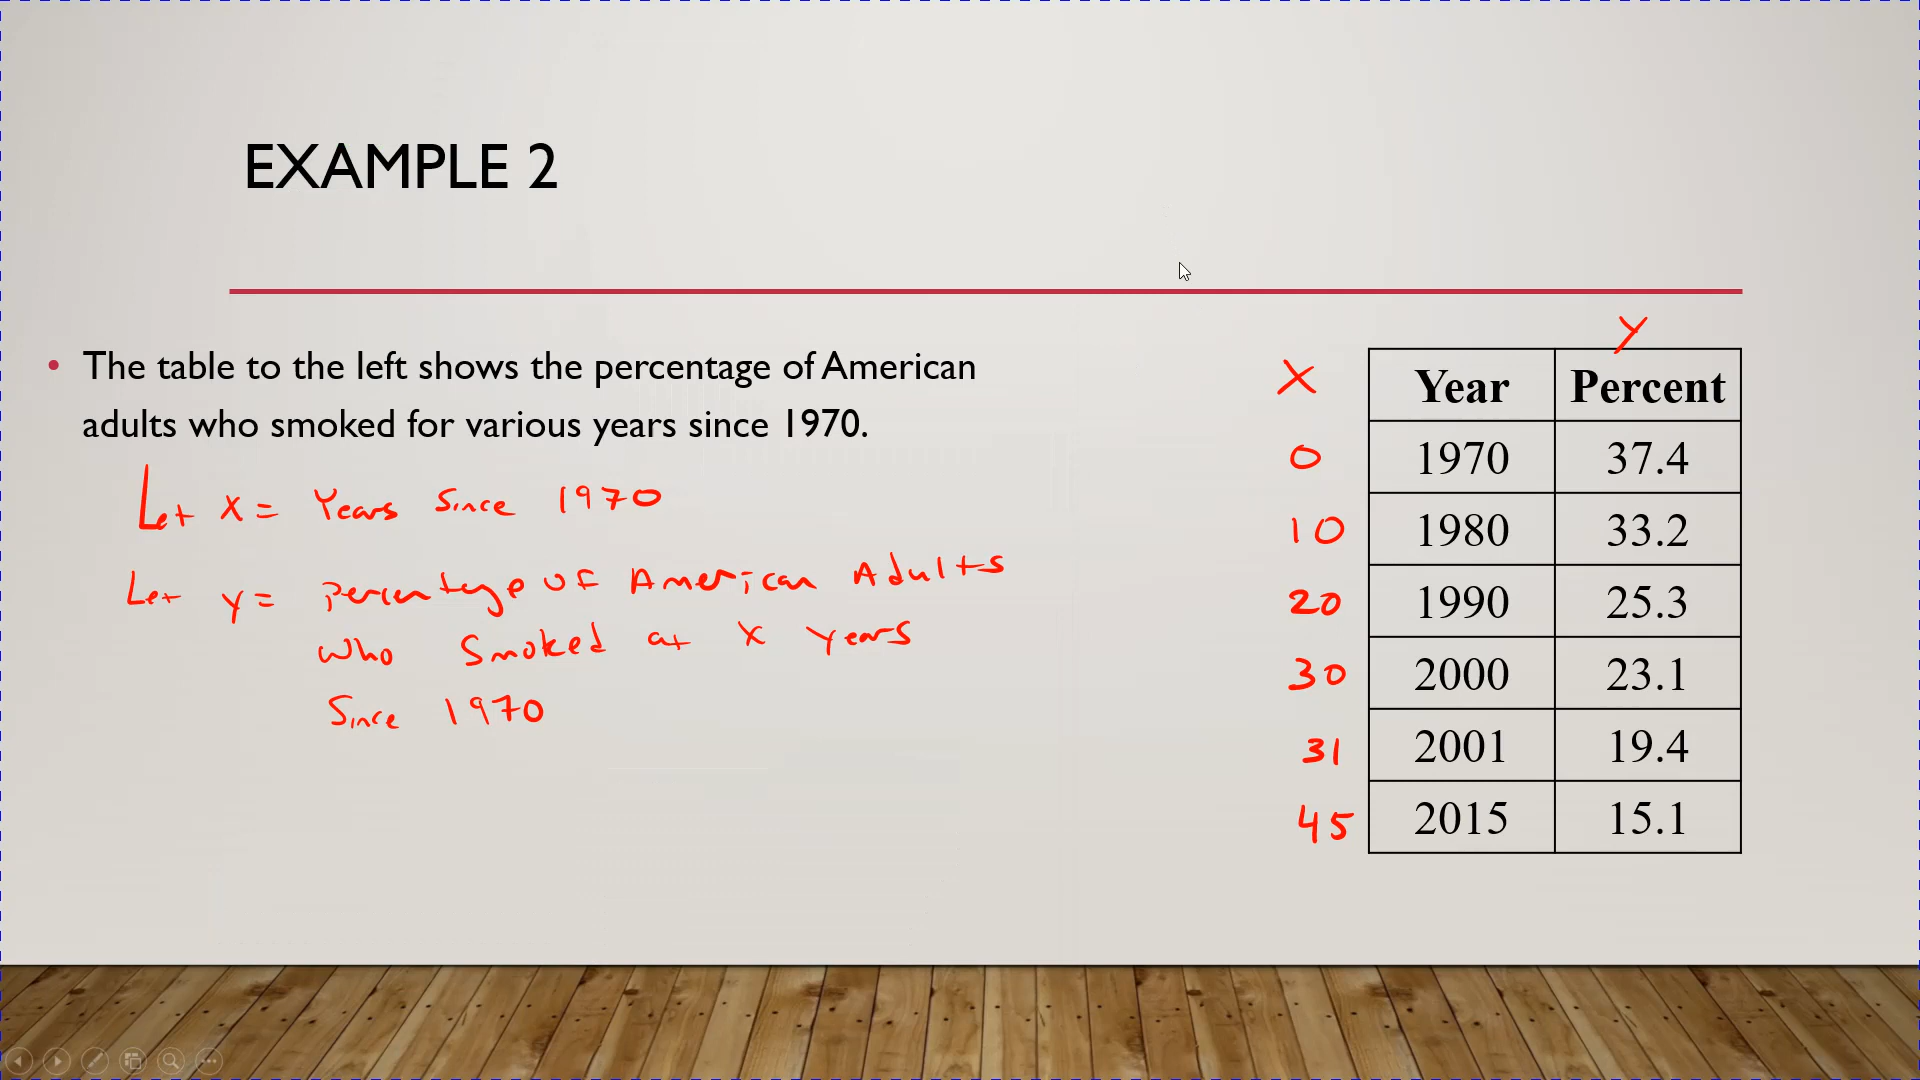 EXAMPLE 2
• The table to the left shows the percentage of American
adults who smoked for various years since 1970.
Let x = Years Since 1970
Let y = Percentage of American Adults
who Smoked at x years
Since 1970
y
x Year Percent
0 1970 37.4
10 1980 33.2
20 1990 25.3
30 2000 23.1
31 2001 19.4
45 2015 15.1